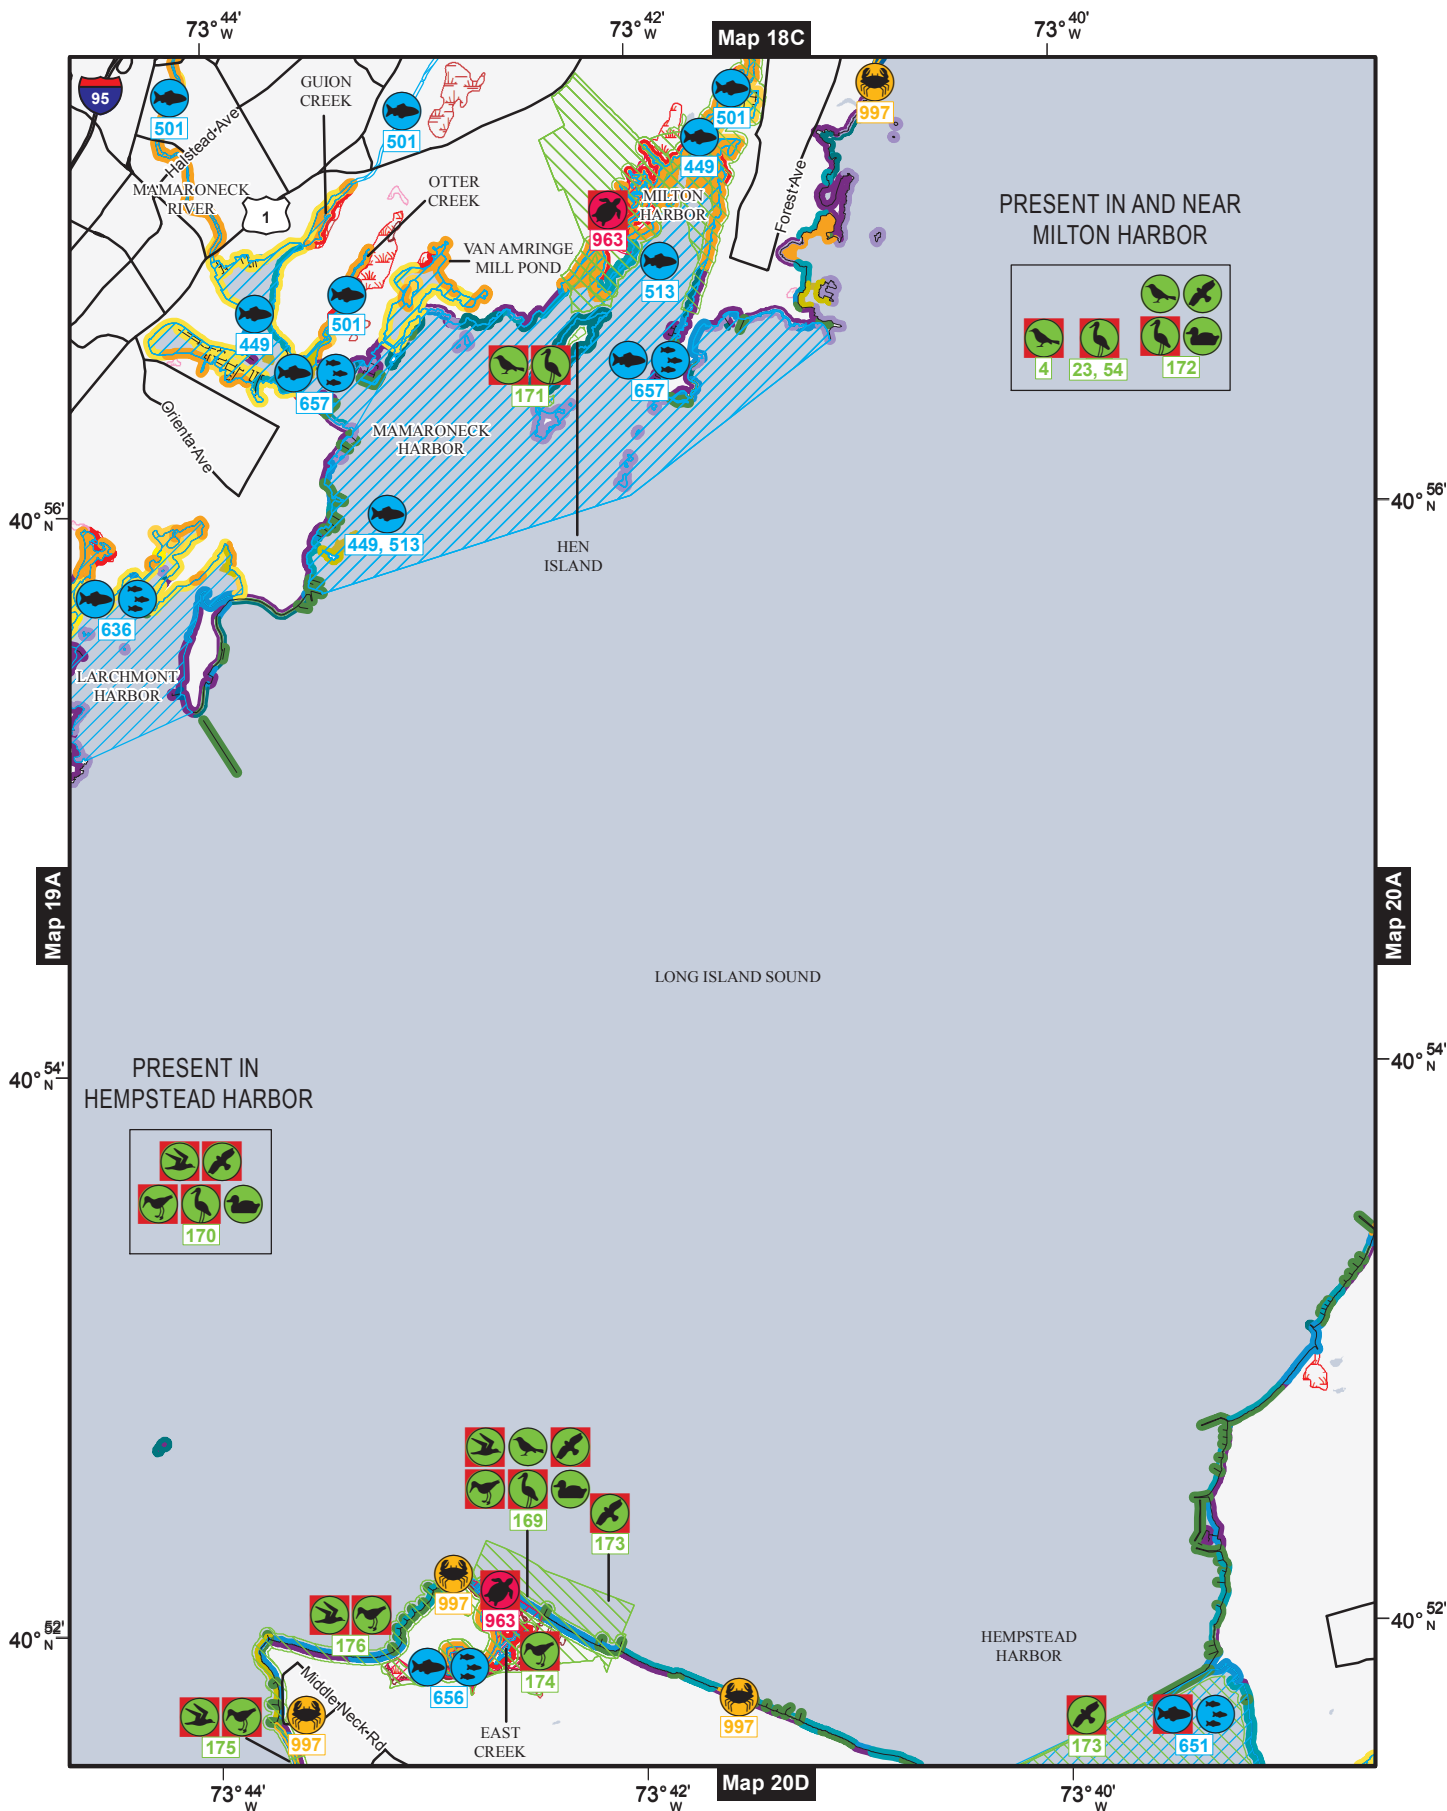 73° 44' W
73° 42' W
73° 40' W
Map 18C
95
501
Halstead Ave
GUION
CREEK
501
501
449
997
MAMARONECK
RIVER
1
OTTER
CREEK
MILTON
HARBOR
Forest Ave
963
VAN AMRINGE
MILL POND
513
PRESENT IN AND NEAR
MILTON HARBOR
4
23, 54
172
449
501
657
171
657
Orienta Ave
MAMARONECK
HARBOR
40° 56' N
40° 56' N
449, 513
HEN
ISLAND
636
LARCHMONT
HARBOR
Map 19A
Map 20A
LONG ISLAND SOUND
40° 54' N
40° 54' N
PRESENT IN
HEMPSTEAD HARBOR
170
169
173
997
963
40° 52' N
40° 52' N
176
174
656
HEMPSTEAD
HARBOR
Middle Neck Rd
175
997
EAST
CREEK
997
173
651
73° 44' W
73° 42' W
73° 40' W
Map 20D